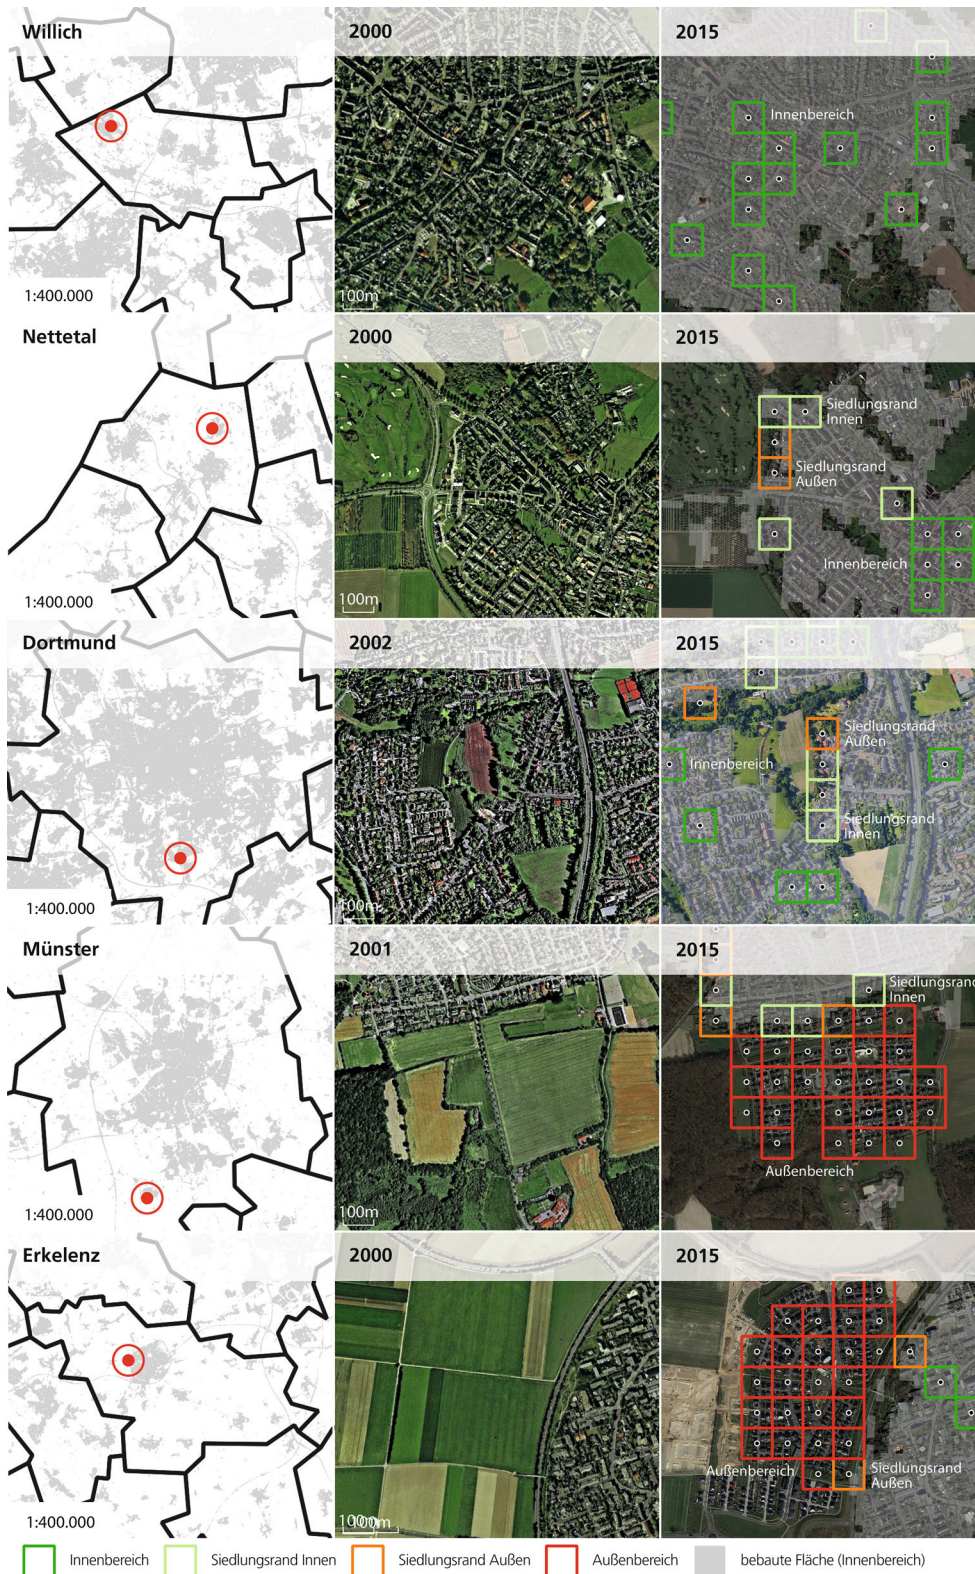 Willich
2000
2015
Innenbereich
1:400.000
100m
Nettetal
2000
2015
Siedlungsrand
Innen
Siedlungsrand
Außen
Innenbereich
1:400.000
100m
Dortmund
2002
2015
Siedlungsrand
Außen
Innenbereich
Siedlungsrand
Innen
1:400.000
100m
Münster
2001
2015
Siedlungsrand
Innen
Außenbereich
1:400.000
100m
Erkelenz
2000
2015
Außenbereich
Siedlungsrand
Außen
1:400.000
100m
Innenbereich
Siedlungsrand Innen
Siedlungsrand Außen
Außenbereich
bebaute Fläche (Innenbereich)